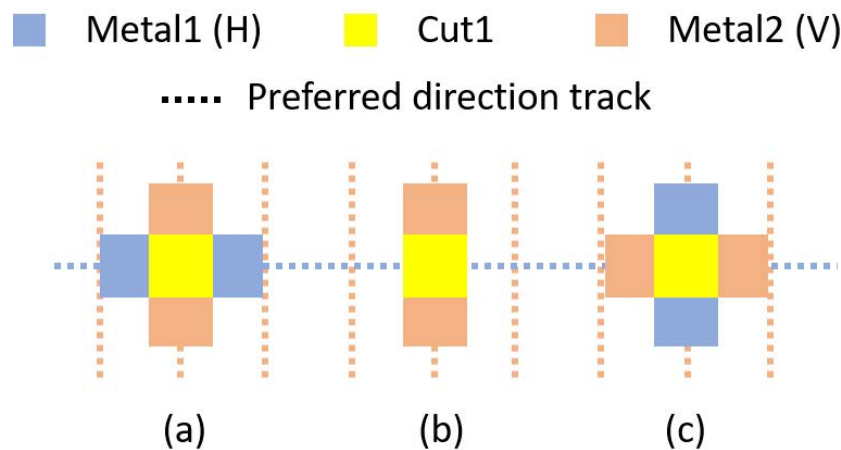 Metal1 (H) Cut1 Metal2 (V)
Preferred direction track
(a) (b) (c)